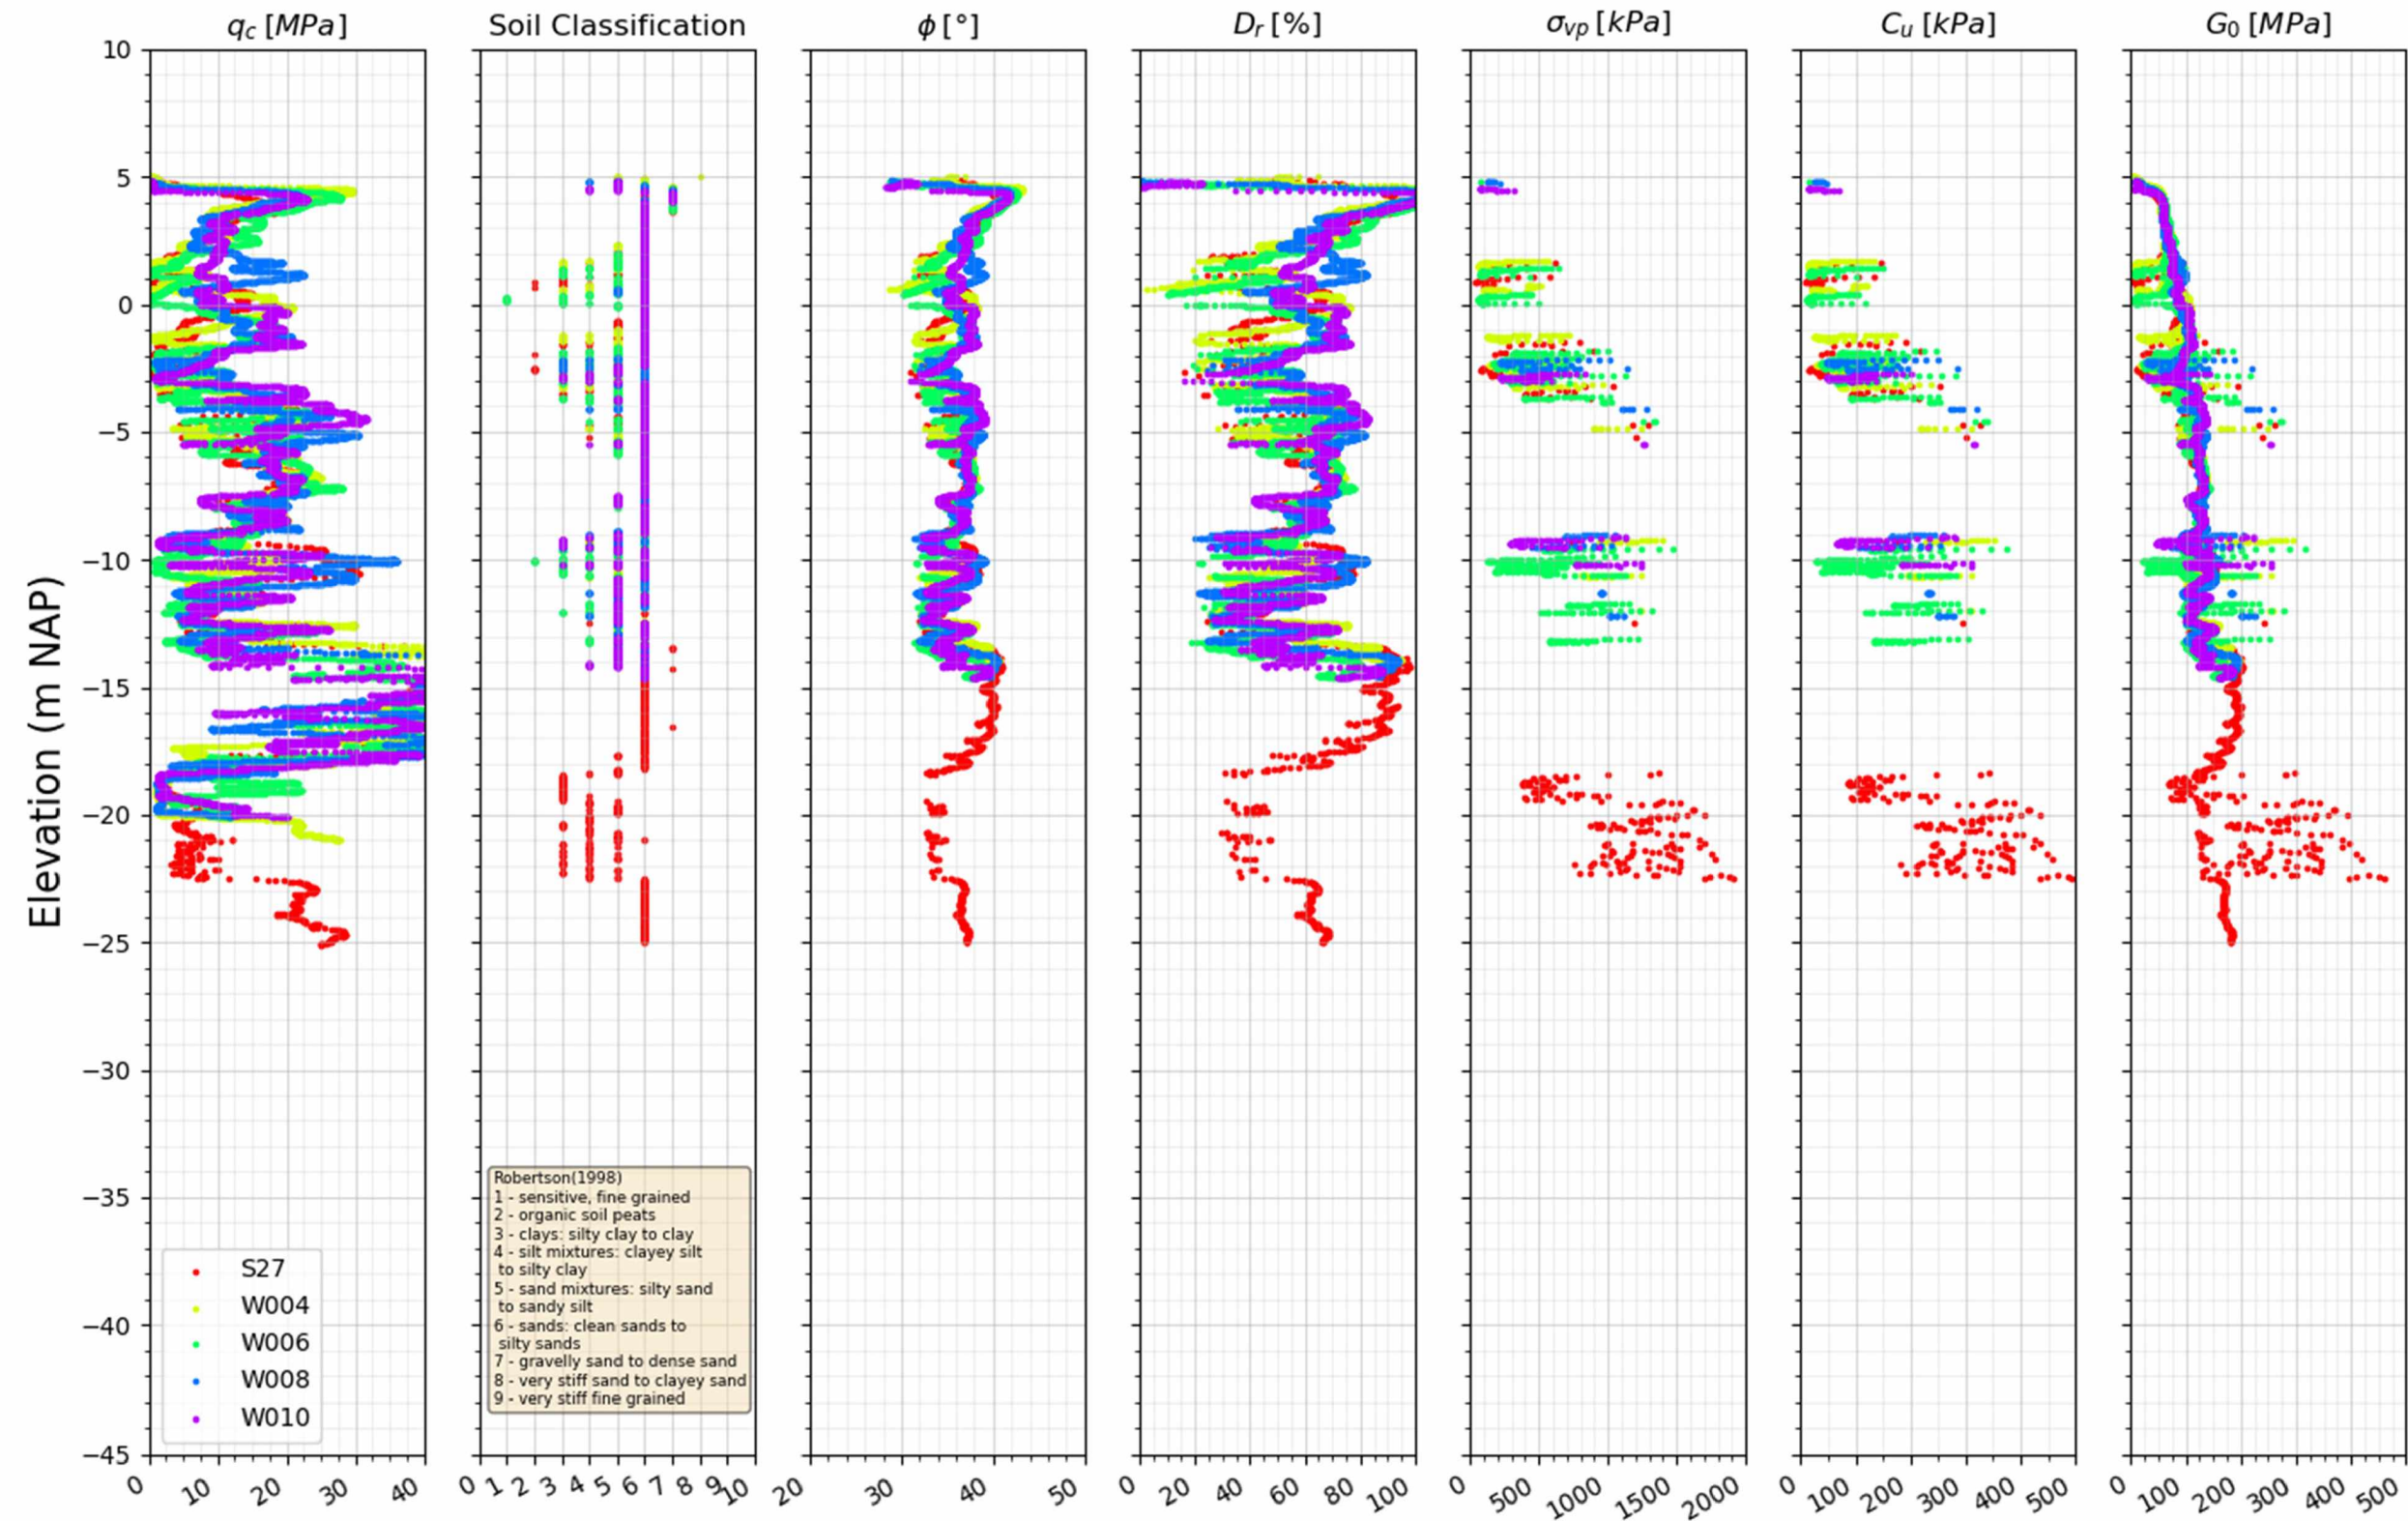 q_c [MPa]
Soil Classification
ϕ [°]
D_r [%]
σ_vp [kPa]
C_u [kPa]
G_0 [MPa]
Elevation (m NAP)
10
5
0
−5
−10
−15
−20
−25
−30
−35
−40
−45
Robertson(1998)
1 - sensitive, fine grained
2 - organic soil peats
3 - clays: silty clay to clay
4 - silt mixtures: clayey silt
to silty clay
5 - sand mixtures: silty sand
to sandy silt
6 - sands: clean sands to
silty sands
7 - gravelly sand to dense sand
8 - very stiff sand to clayey sand
9 - very stiff fine grained
S27
W004
W006
W008
W010
0 10 20 30 40
0 1 2 3 4 5 6 7 8 9 10
20 30 40 50
0 20 40 60 80 100
0 500 1000 1500 2000
0 100 200 300 400 500
0 100 200 300 400 500